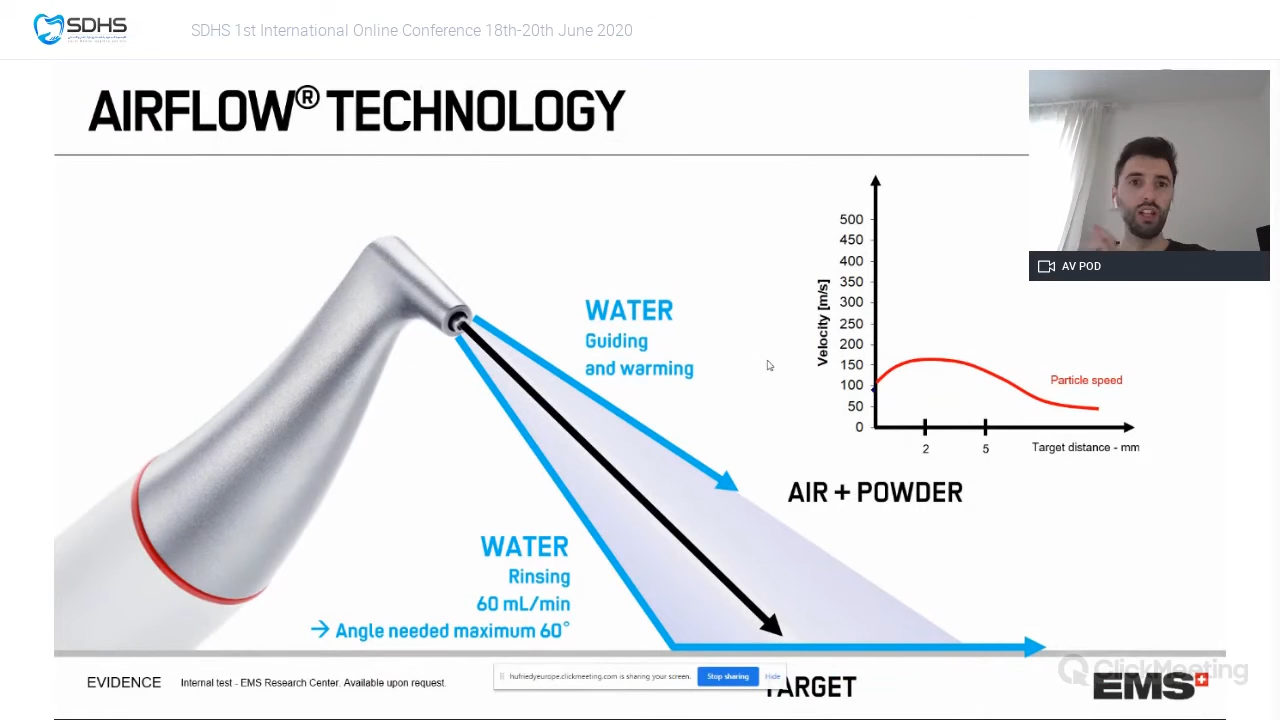 SDHS
SDHS 1st International Online Conference 18th-20th June 2020
AIRFLOW® TECHNOLOGY
AV POD
WATER
Guiding
and warming
Velocity [m/s]
500
450
400
350
300
250
200
150
100
50
0
2
5
Particle speed
Target distance - mm
AIR + POWDER
WATER
Rinsing
60 mL/min
→ Angle needed maximum 60°
EVIDENCE
Internal test - EMS Research Center. Available upon request.
hufriedyeurope.clickmeeting.com is sharing your screen.
Stop sharing
Hide
TARGET
ClickMeeting
EMS